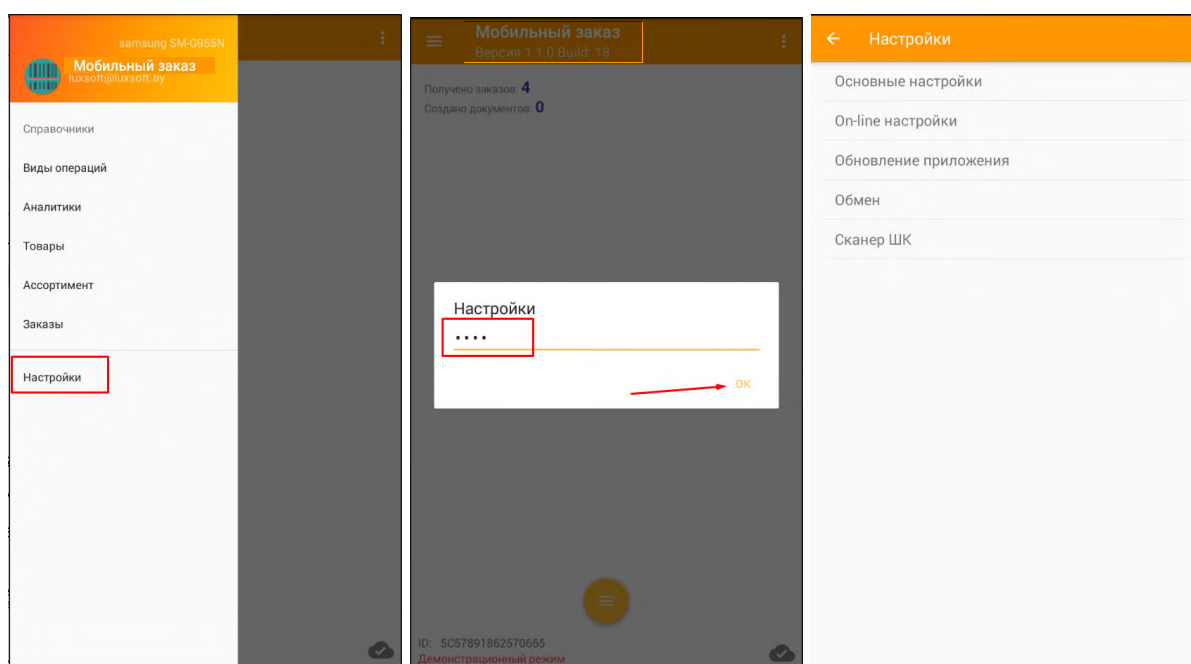 samsung SM-G955N
Мобильный заказ
luxsoft@luxsoft.by
Справочники
Виды операций
Аналитики
Товары
Ассортимент
Заказы
Настройки
Мобильный заказ
Версия 1.1.0 Build: 18
Получено заказов: 4
Создано документов: 0
Настройки
OK
ID: 5C57891862570665
Демонстрационный режим
Настройки
Основные настройки
On-line настройки
Обновление приложения
Обмен
Сканер ШК